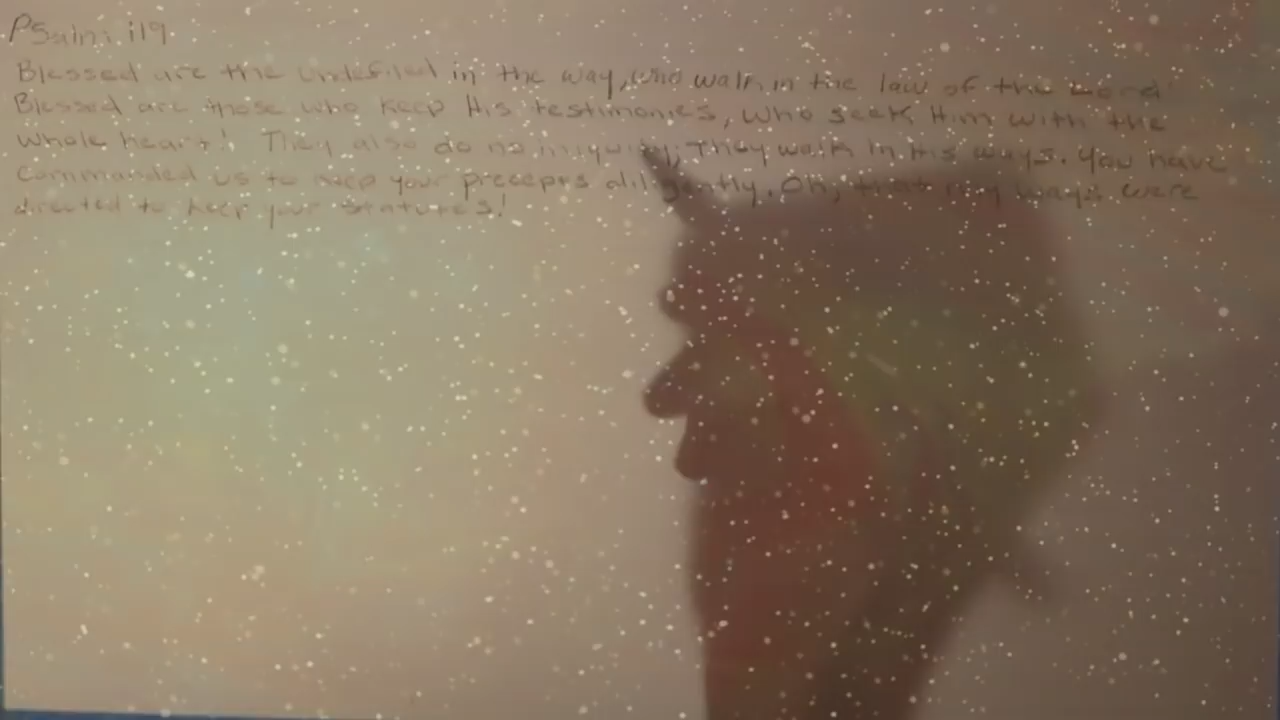 Psalm 119
Blessed are the undefiled in the way, who walk in the law of the Lord!
Blessed are those who keep His testimonies, who seek Him with the
whole heart! They also do no iniquity; They walk in His ways. You have
commanded us to keep your precepts diligently. Oh, that my ways were
directed to keep your statutes!